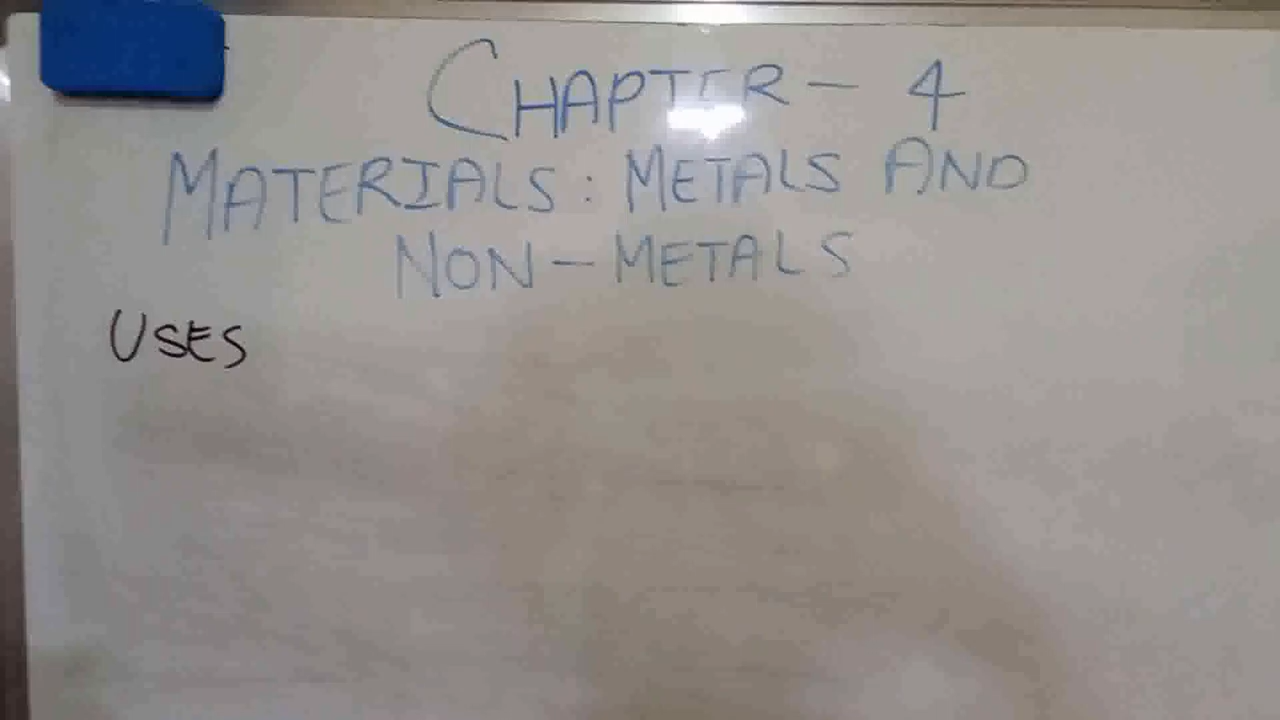 CHAPTER - 4
MATERIALS: METALS AND
NON-METALS
USES